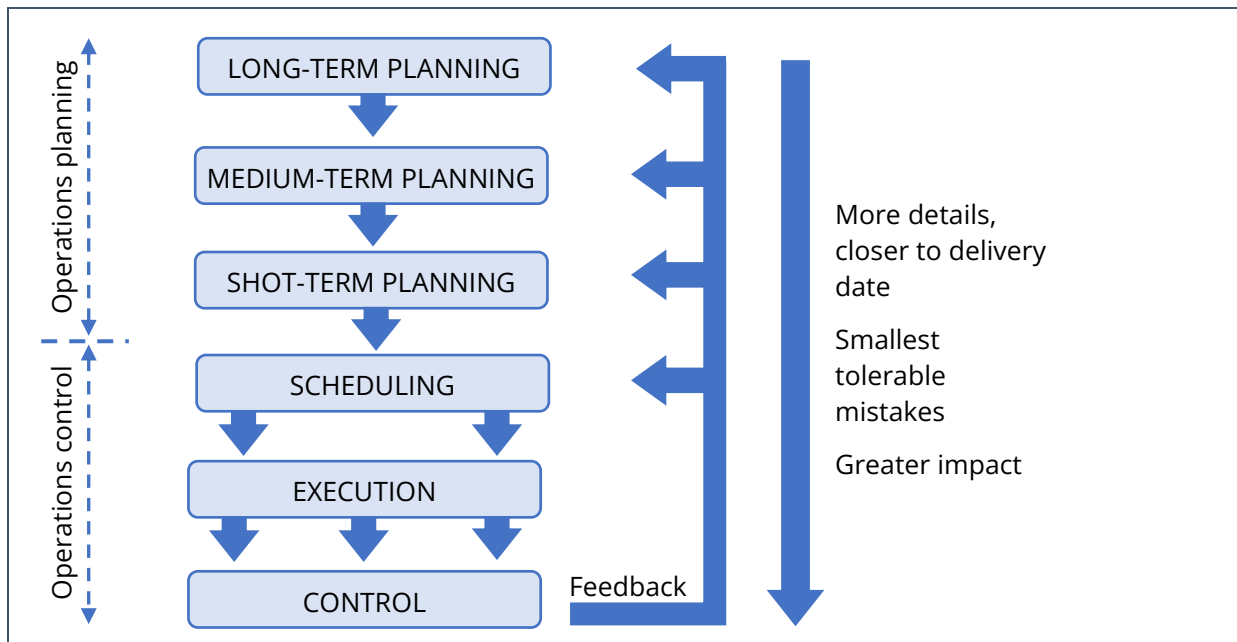 Operations planning
Operations control
LONG-TERM PLANNING
MEDIUM-TERM PLANNING
SHOT-TERM PLANNING
SCHEDULING
EXECUTION
CONTROL
Feedback
More details,
closer to delivery
date
Smallest
tolerable
mistakes
Greater impact